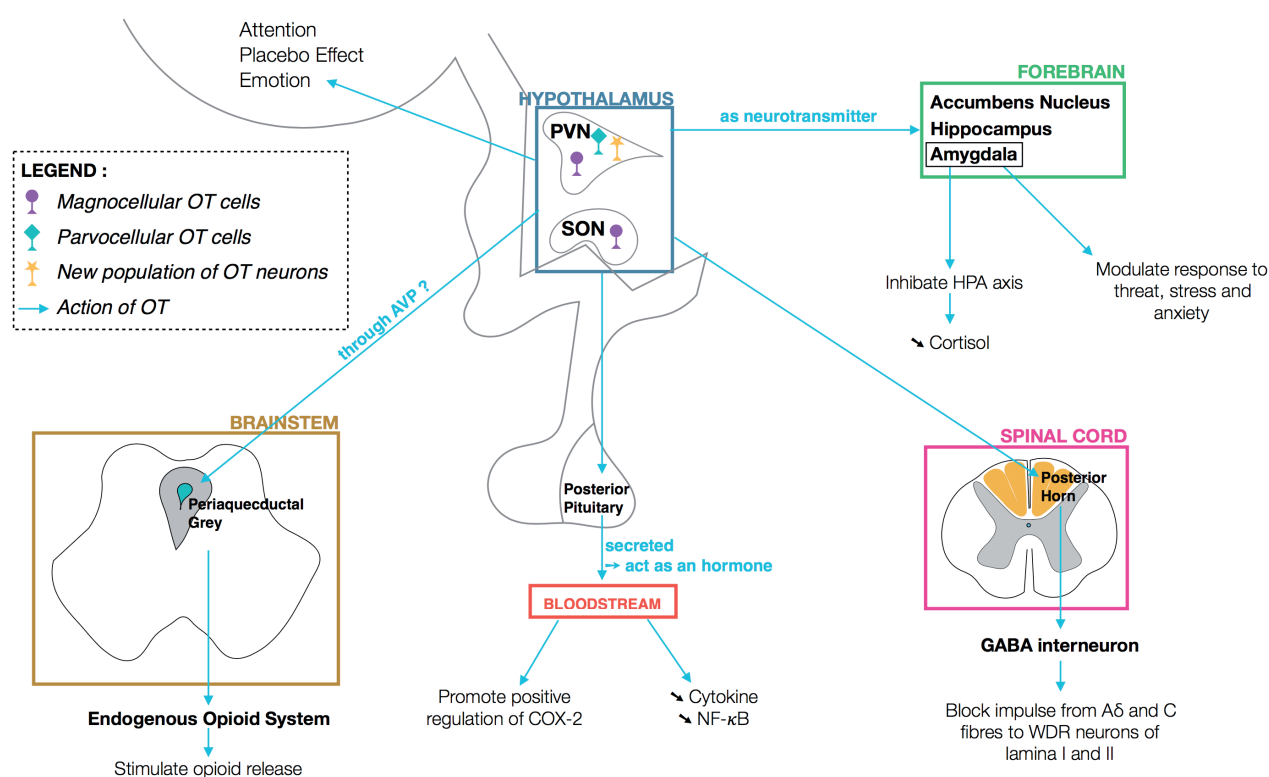 Attention
Placebo Effect
Emotion
HYPOTHALAMUS
PVN
SON
as neurotransmitter
FOREBRAIN
Accumbens Nucleus
Hippocampus
Amygdala
Inhibate HPA axis
➘ Cortisol
Modulate response to
threat, stress and
anxiety
LEGEND :
Magnocellular OT cells
Parvocellular OT cells
New population of OT neurons
Action of OT
through AVP ?
BRAINSTEM
Periaquecductal
Grey
Endogenous Opioid System
Stimulate opioid release
Posterior
Pituitary
secreted
→ act as an hormone
BLOODSTREAM
Promote positive
regulation of COX-2
➘ Cytokine
➘ NF-κB
SPINAL CORD
Posterior
Horn
GABA interneuron
Block impulse from Aδ and C
fibres to WDR neurons of
lamina I and II